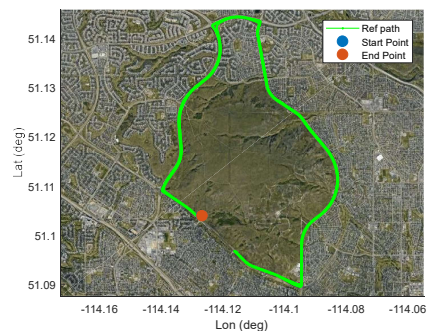 51.14
51.13
51.12
51.11
51.1
51.09
Lat (deg)
Ref path
Start Point
End Point
-114.16
-114.14
-114.12
-114.1
-114.08
-114.06
Lon (deg)